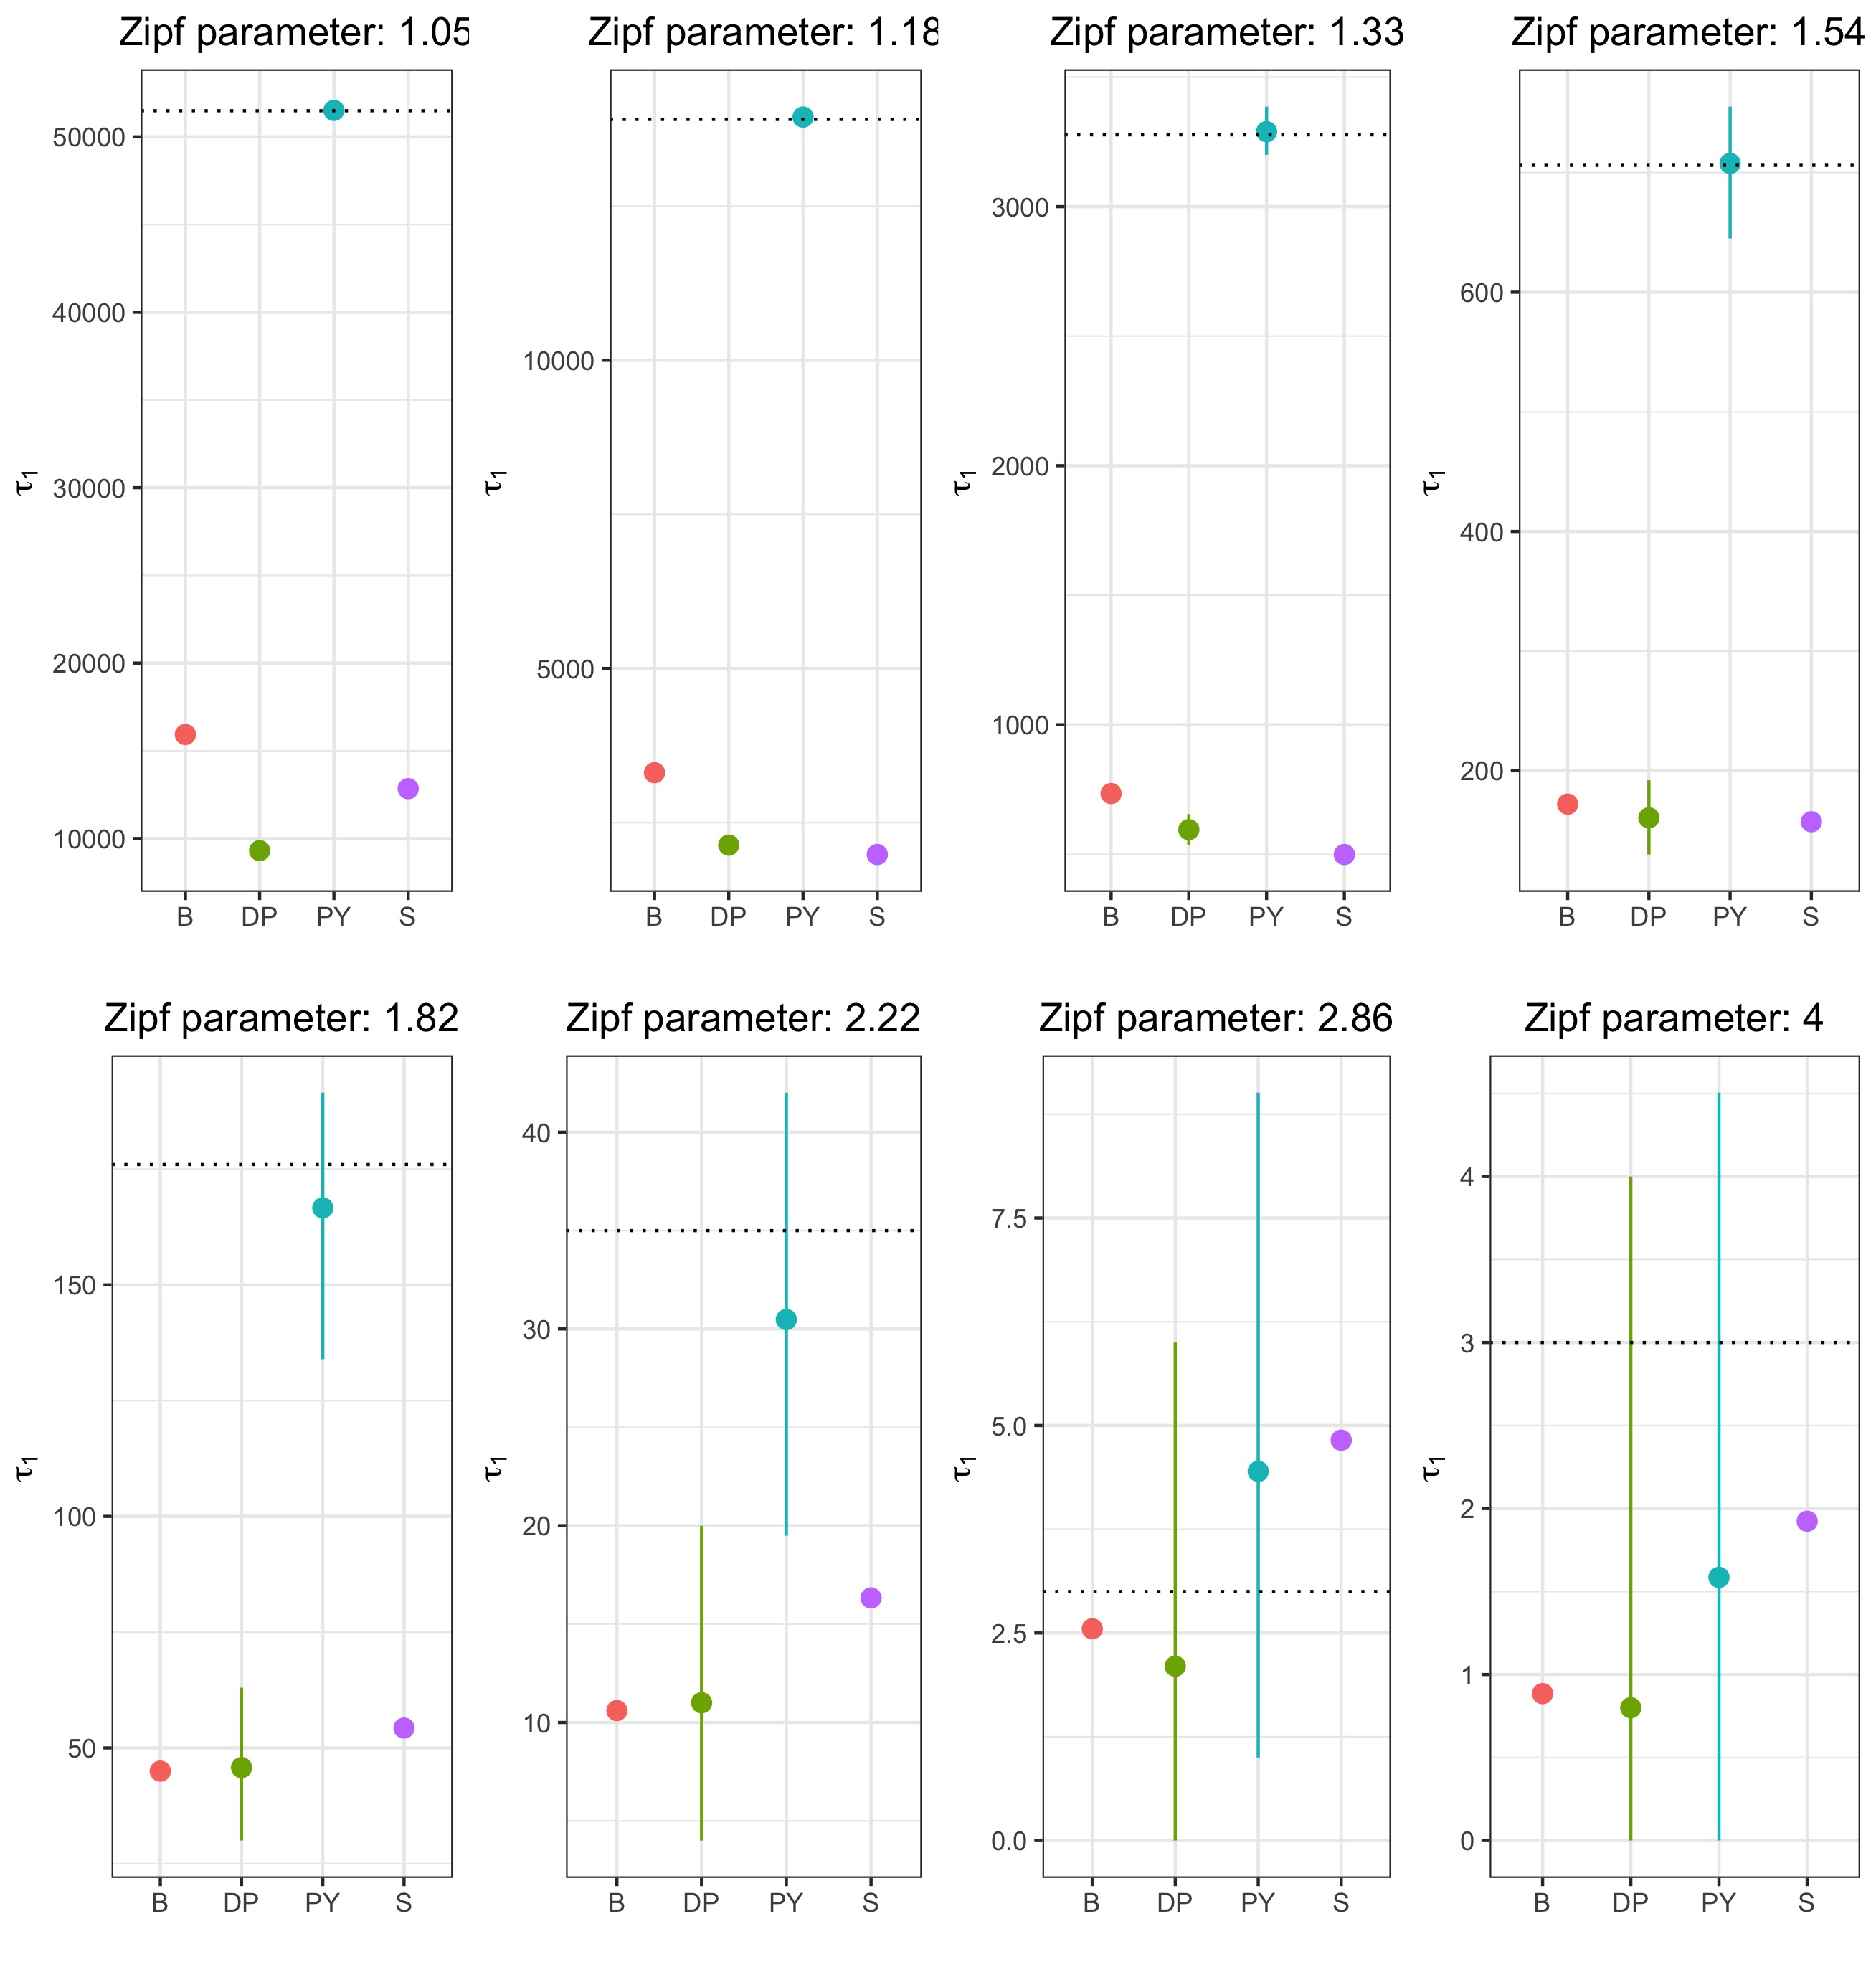 Zipf parameter: 1.05
τ1
50000
40000
30000
20000
10000
B DP PY S
Zipf parameter: 1.18
τ1
10000
5000
B DP PY S
Zipf parameter: 1.33
τ1
3000
2000
1000
B DP PY S
Zipf parameter: 1.54
τ1
600
400
200
B DP PY S
Zipf parameter: 1.82
τ1
150
100
50
B DP PY S
Zipf parameter: 2.22
τ1
40
30
20
10
B DP PY S
Zipf parameter: 2.86
τ1
7.5
5.0
2.5
0.0
B DP PY S
Zipf parameter: 4
τ1
4
3
2
1
0
B DP PY S